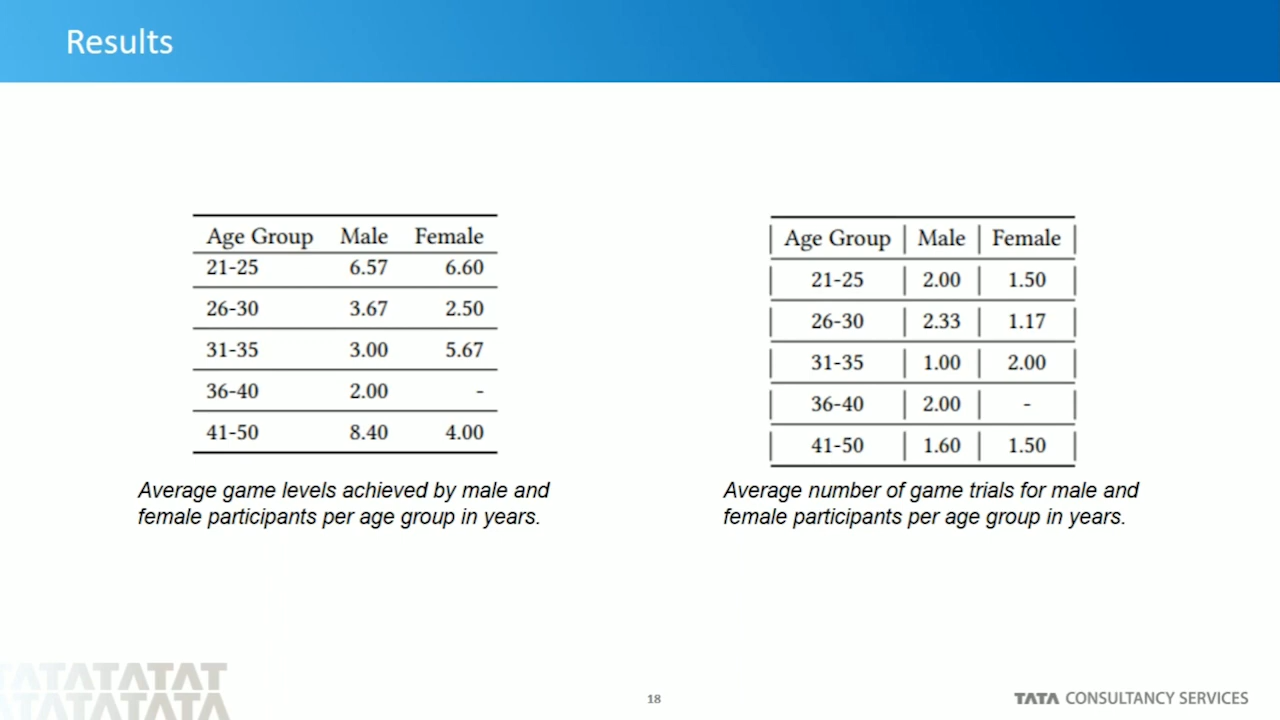 Results
Age Group Male Female
21-25 6.57 6.60
26-30 3.67 2.50
31-35 3.00 5.67
36-40 2.00 -
41-50 8.40 4.00
Average game levels achieved by male and
female participants per age group in years.
Age Group Male Female
21-25 2.00 1.50
26-30 2.33 1.17
31-35 1.00 2.00
36-40 2.00 -
41-50 1.60 1.50
Average number of game trials for male and
female participants per age group in years.
TATATATAT
TATATATA
18
TATA CONSULTANCY SERVICES